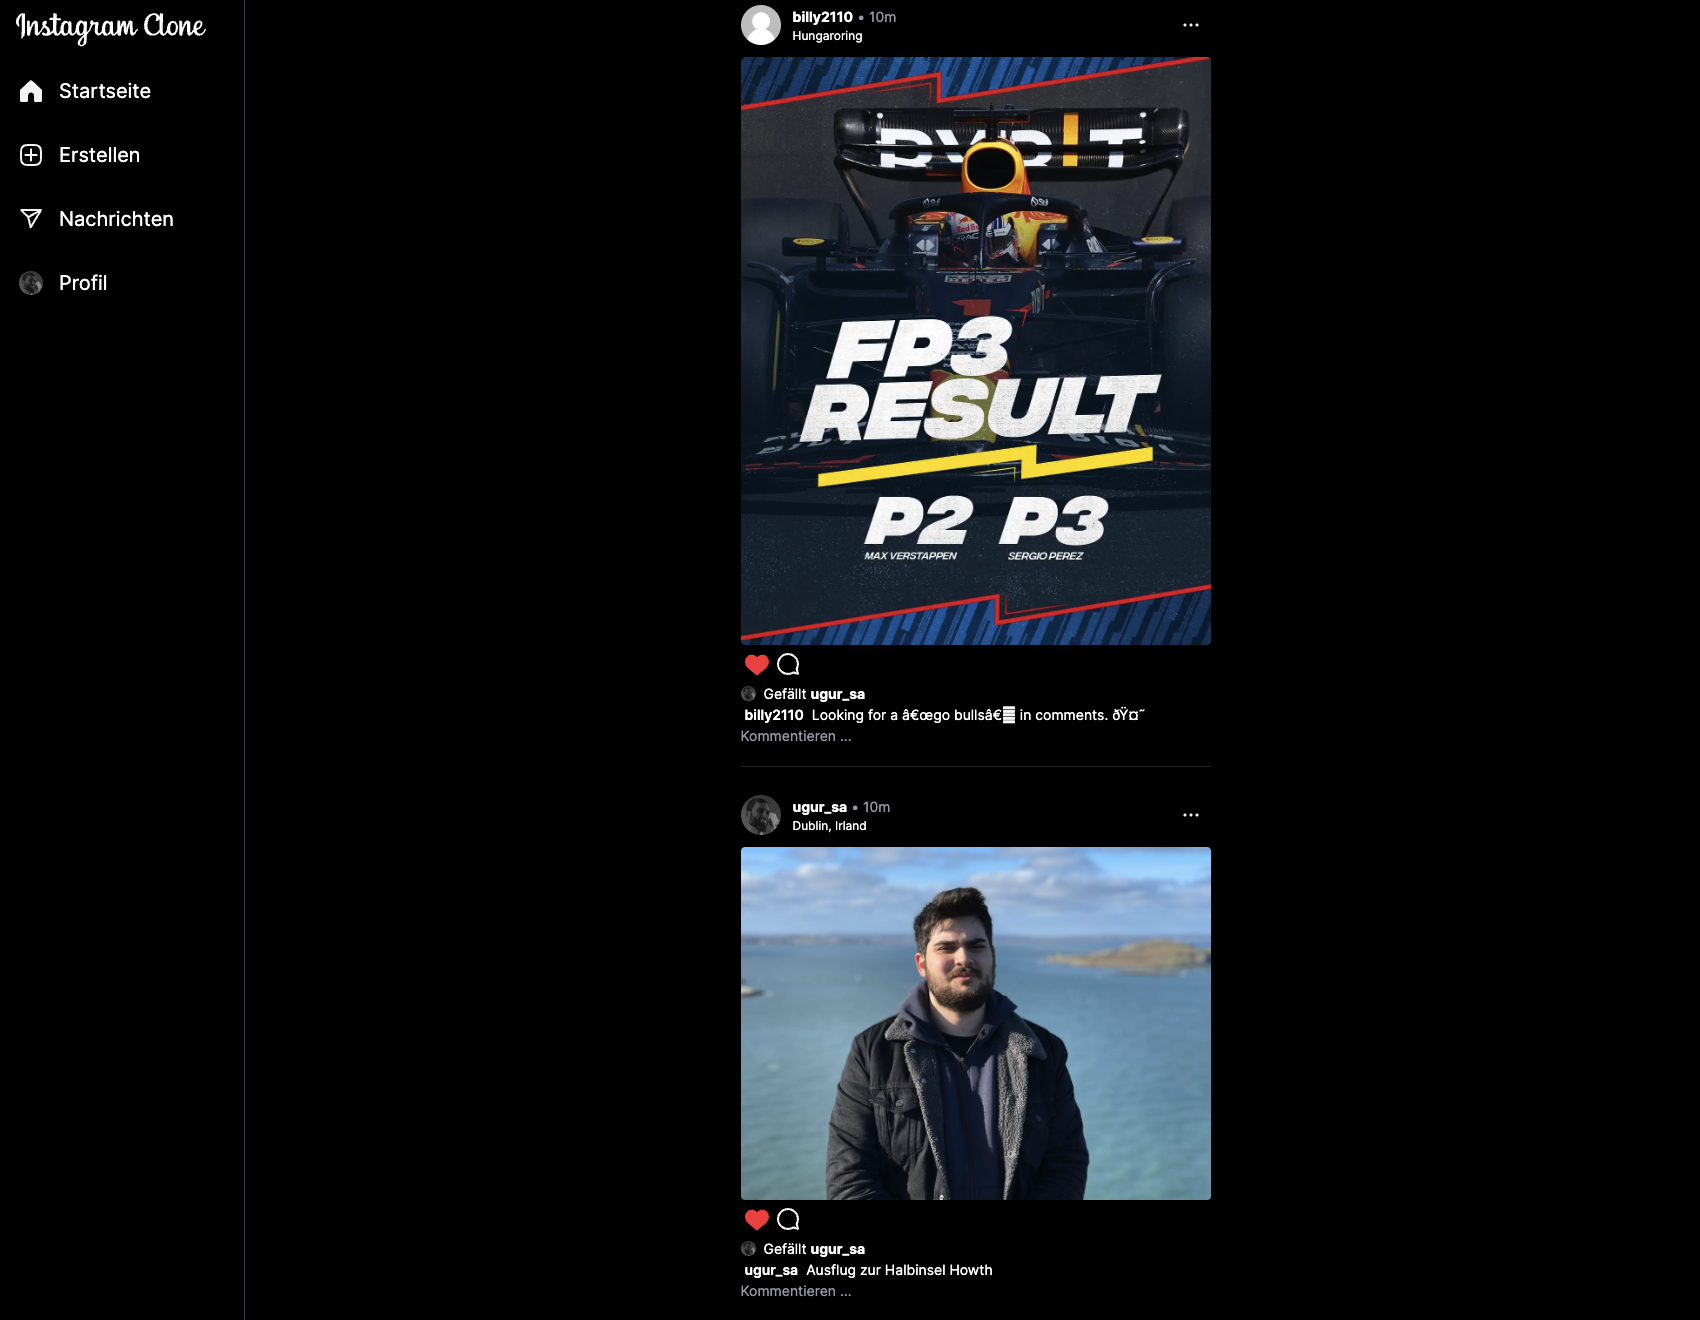 Instagram Clone
Startseite
Erstellen
Nachrichten
Profil
billy2110 • 10m
Hungaroring
BYBIT
FP3
RESULT
P2 P3
MAX VERSTAPPEN
SERGIO PEREZ
Gefällt ugur_sa
billy2110 Looking for a â€œgo bullsâ€▓ in comments. ðŸ¤˜
Kommentieren ...
ugur_sa • 10m
Dublin, Irland
Gefällt ugur_sa
ugur_sa Ausflug zur Halbinsel Howth
Kommentieren ...